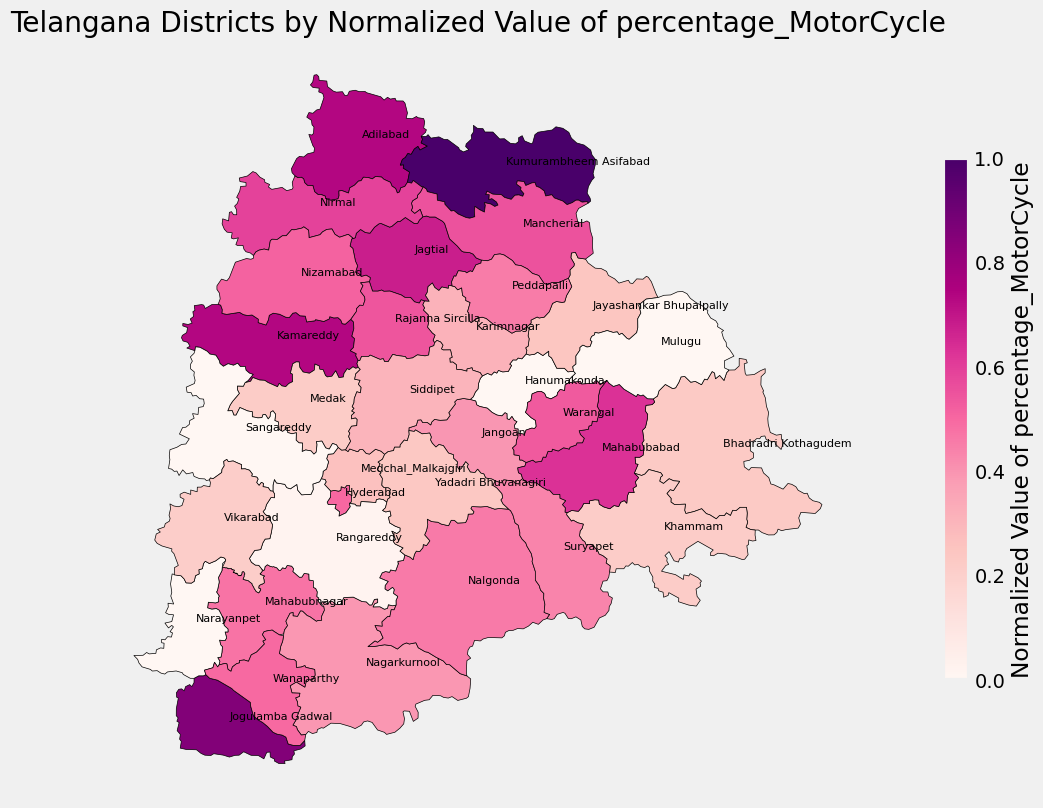 Telangana Districts by Normalized Value of percentage_MotorCycle
Adilabad
Kumurambheem Asifabad
Nirmal
Mancherial
Jagtial
Nizamabad
Peddapalli
Jayashankar Bhupalpally
Rajanna Sircilla
Karimnagar
Kamareddy
Mulugu
Hanumakonda
Siddipet
Medak
Warangal
Sangareddy
Jangoan
Bhadradri Kothagudem
Mahabubabad
Medchal_Malkajgiri
Yadadri Bhuvanagiri
Hyderabad
Vikarabad
Khammam
Rangareddy
Suryapet
Nalgonda
Mahabubnagar
Narayanpet
Nagarkurnool
Wanaparthy
Jogulamba Gadwal
1.0
0.8
0.6
0.4
0.2
0.0
Normalized Value of percentage_MotorCycle